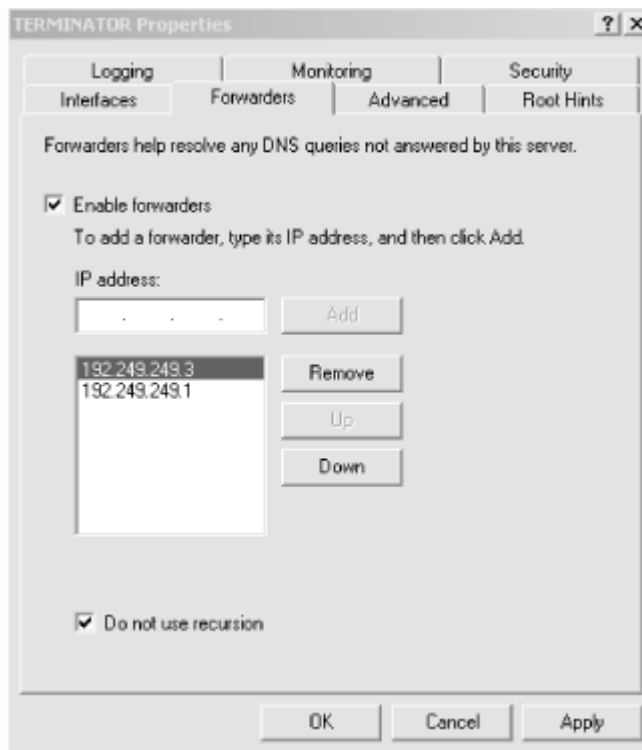 TERMINATOR Properties
Logging Monitoring Security
Interfaces Forwarders Advanced Root Hints
Forwarders help resolve any DNS queries not answered by this server.
Enable forwarders
To add a forwarder, type its IP address, and then click Add.
IP address:
. . . Add
192.249.249.3 Remove
192.249.249.1
Up
Down
Do not use recursion
OK Cancel Apply